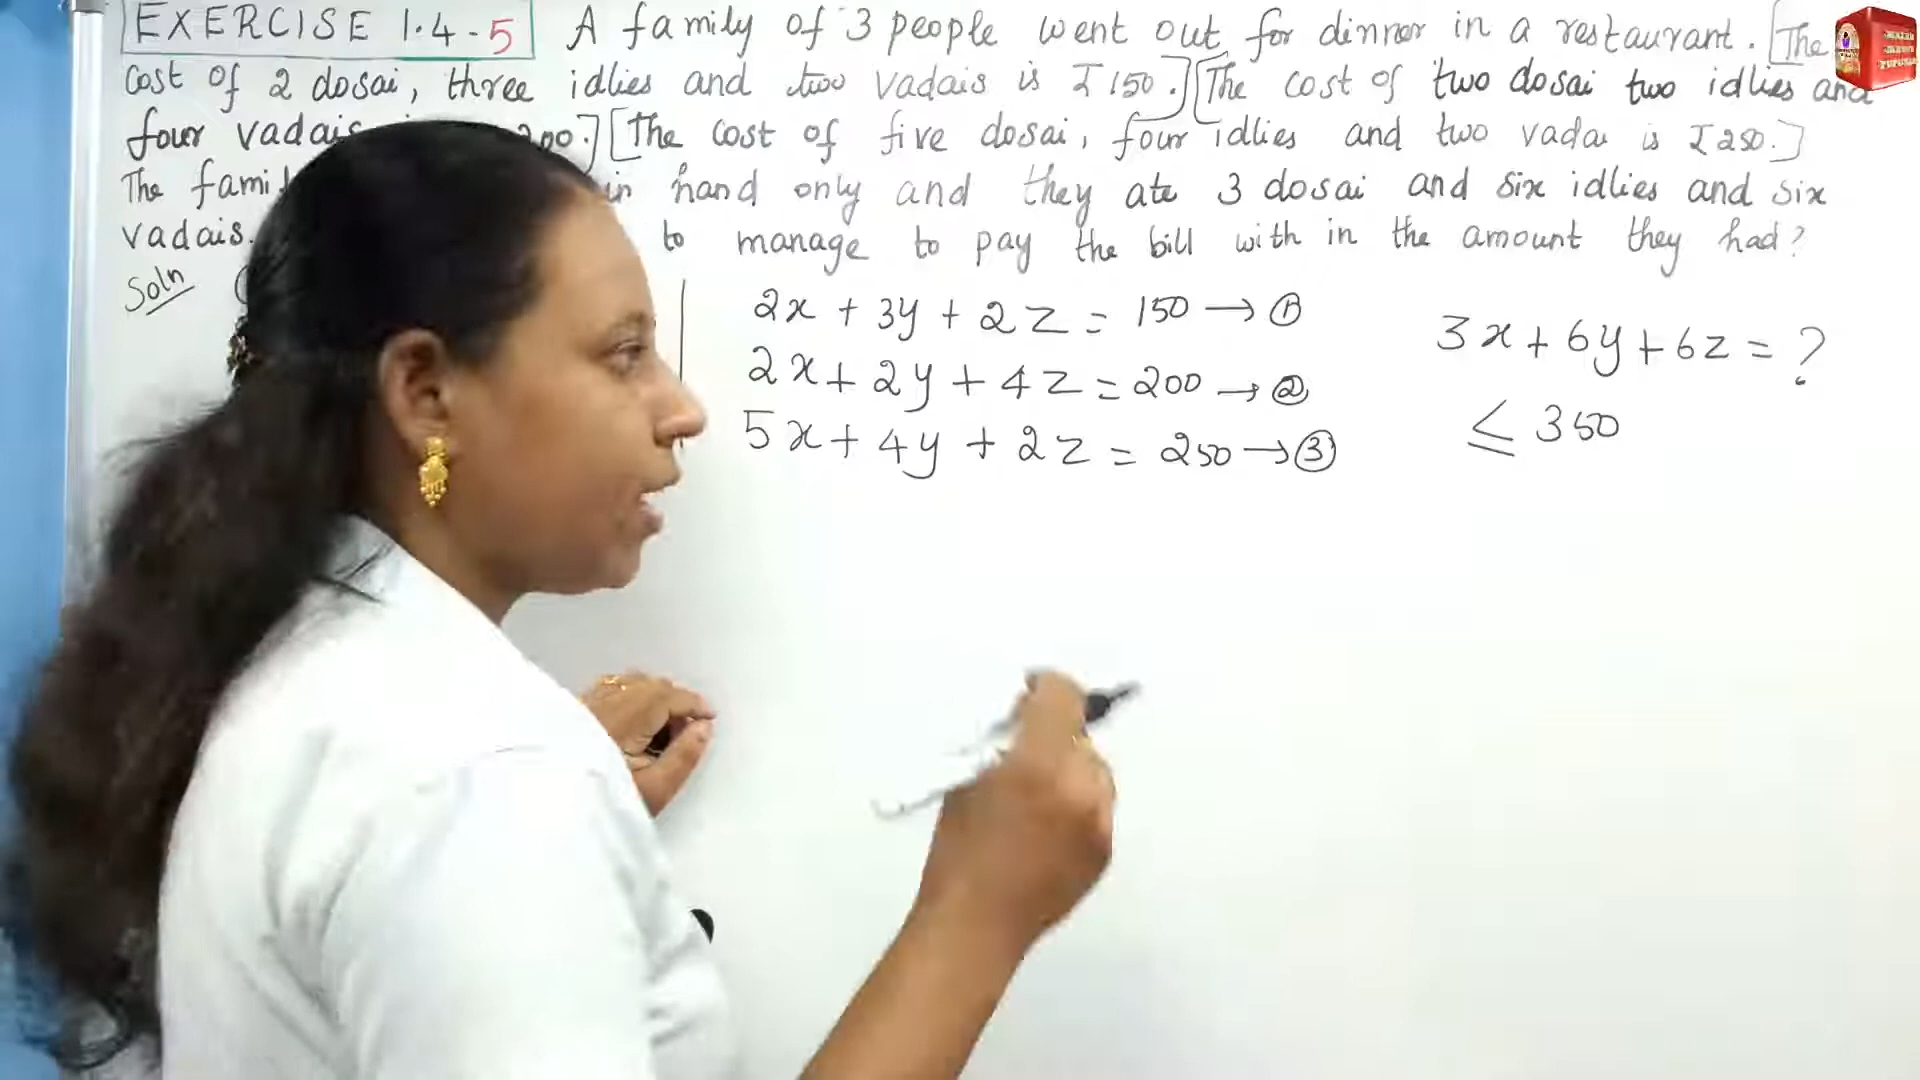 EXERCISE 1.4-5 A family of 3 people went out for dinner in a restaurant. [The
cost of 2 dosai, three idlies and two vadais is ₹150.] [The cost of two dosai two idlies and
four vadais 200.] [The cost of five dosai, four idlies and two vadai is ₹250.]
The in hand only and they ate 3 dosai and six idlies and six
vadais. to manage to pay the bill with in the amount they had?
Soln
2x + 3y + 2z = 150 → ①
2x + 2y + 4z = 200 → ②
5x + 4y + 2z = 250 → ③
3x + 6y + 6z = ?
≤ 350